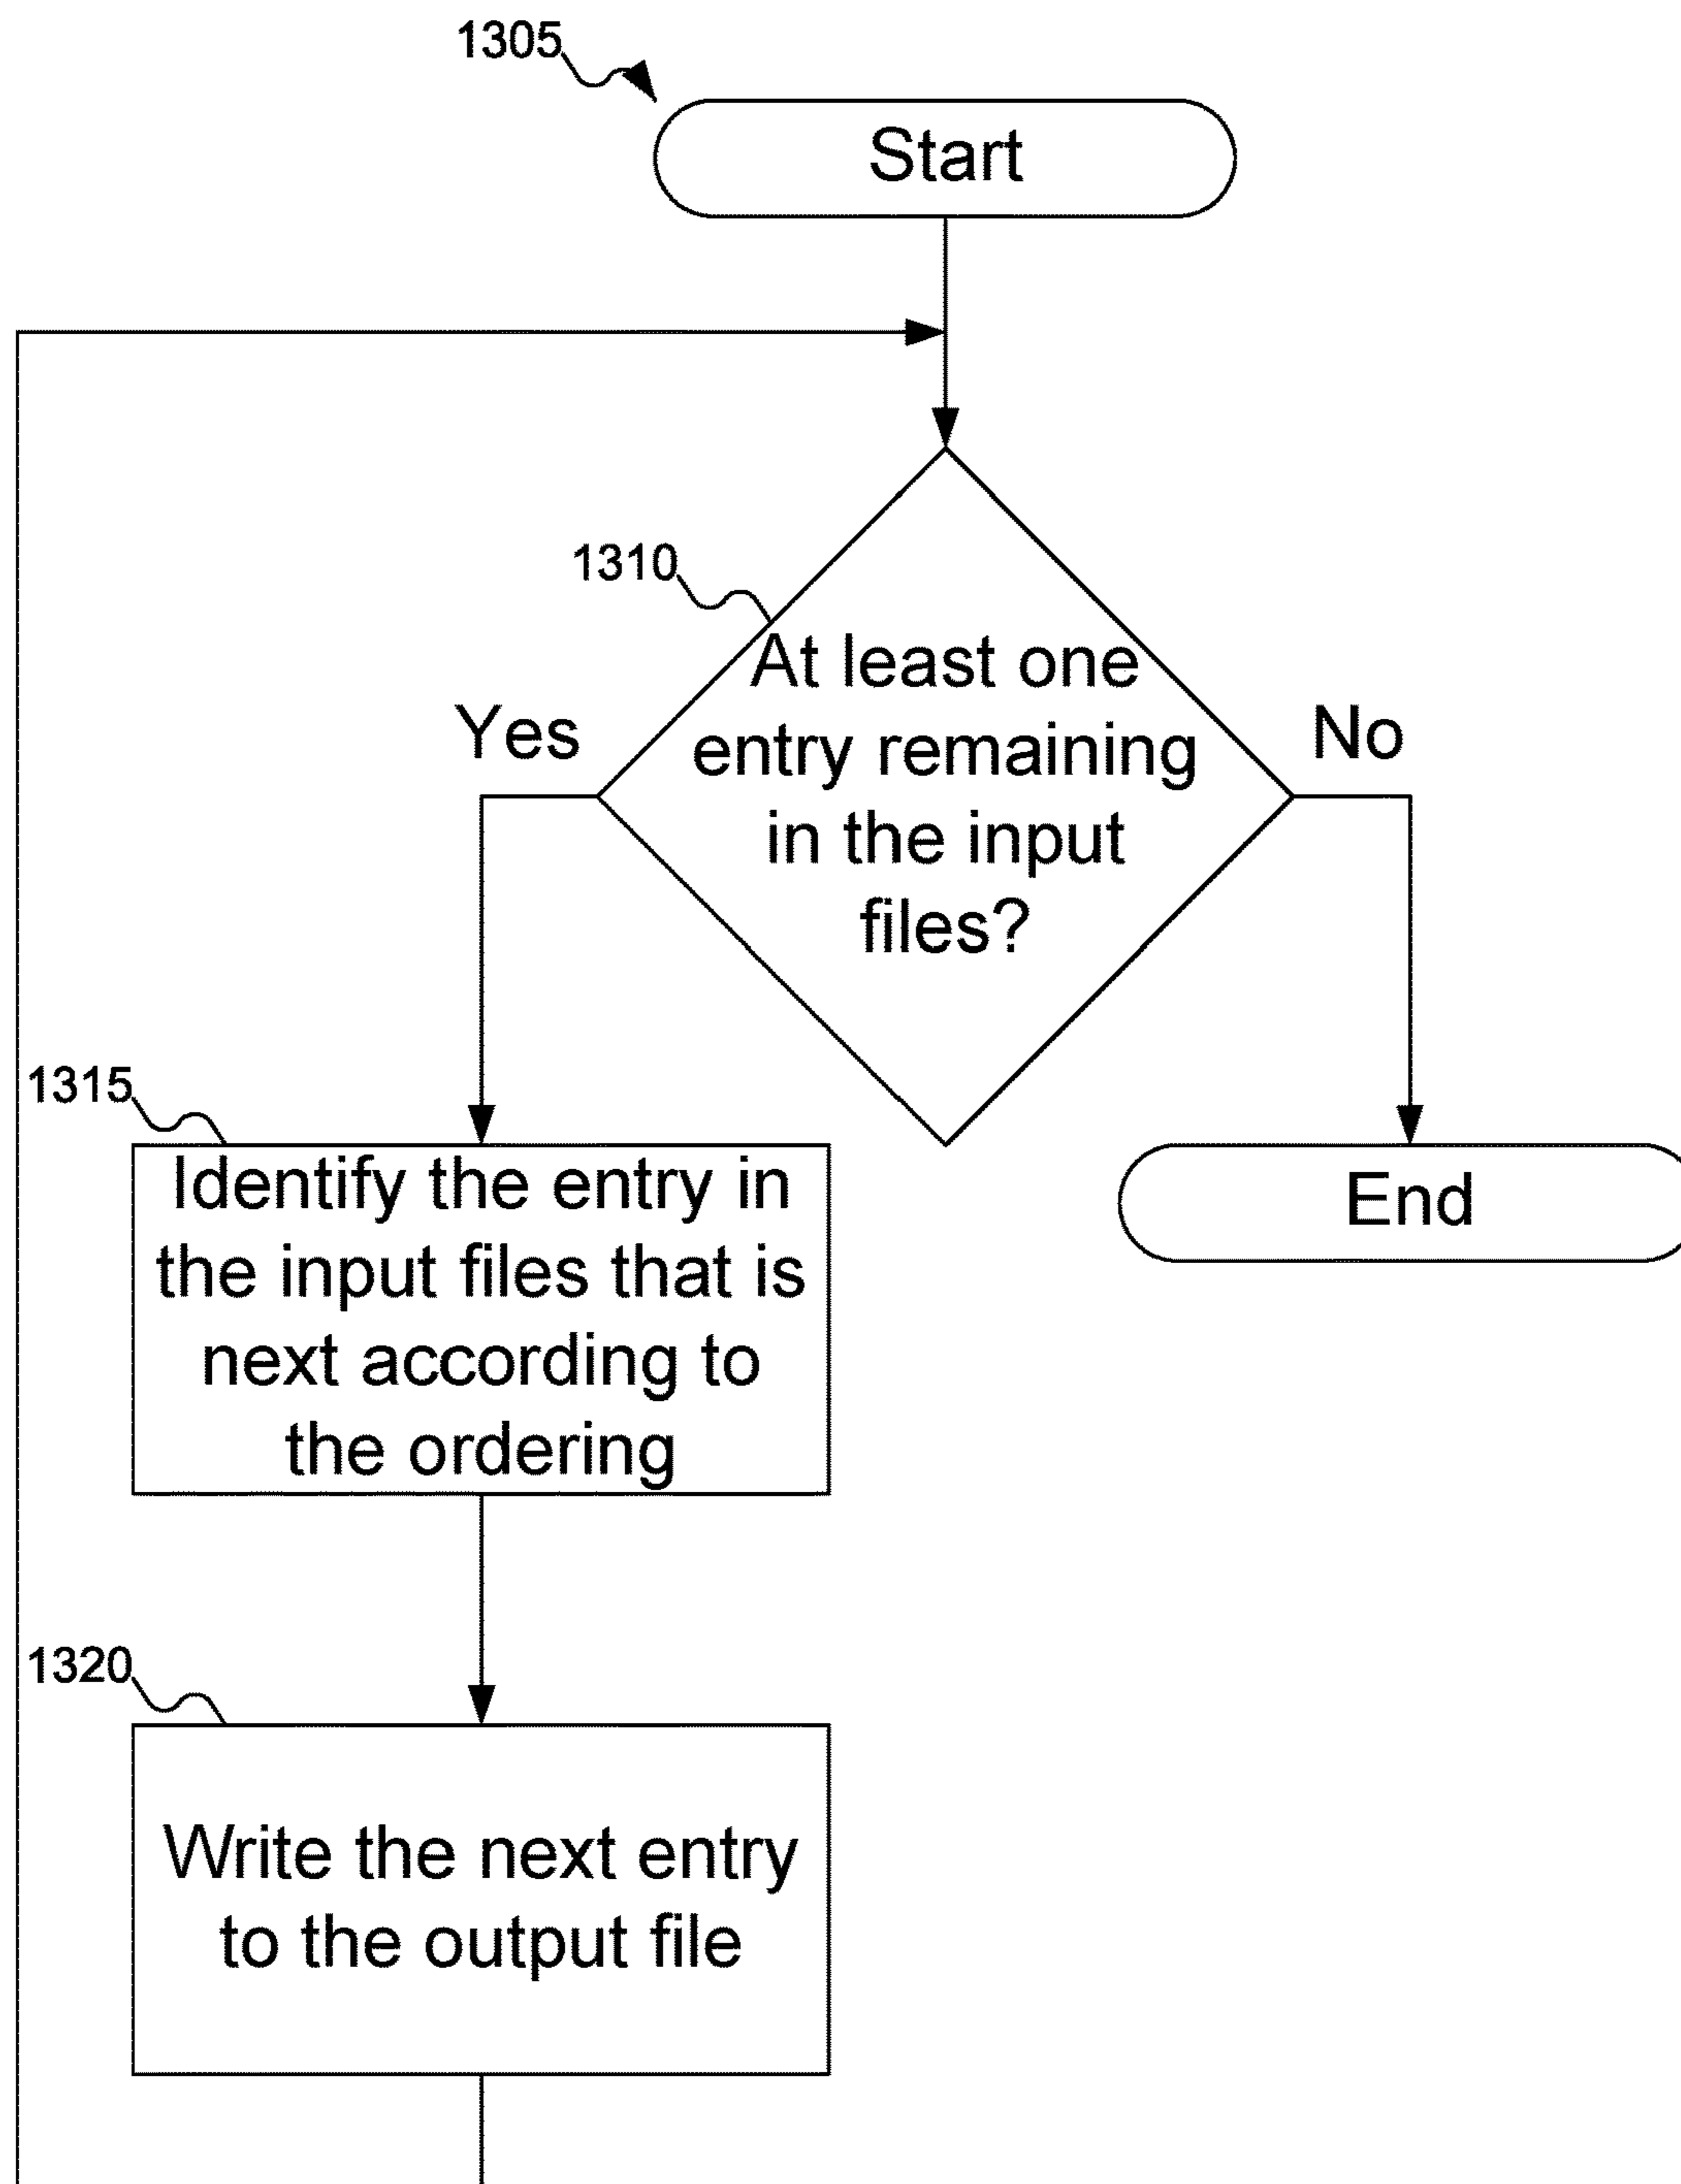 1305
Start
1310
At least one
entry remaining
in the input
files?
Yes
No
1315
Identify the entry in
the input files that is
next according to
the ordering
End
1320
Write the next entry
to the output file